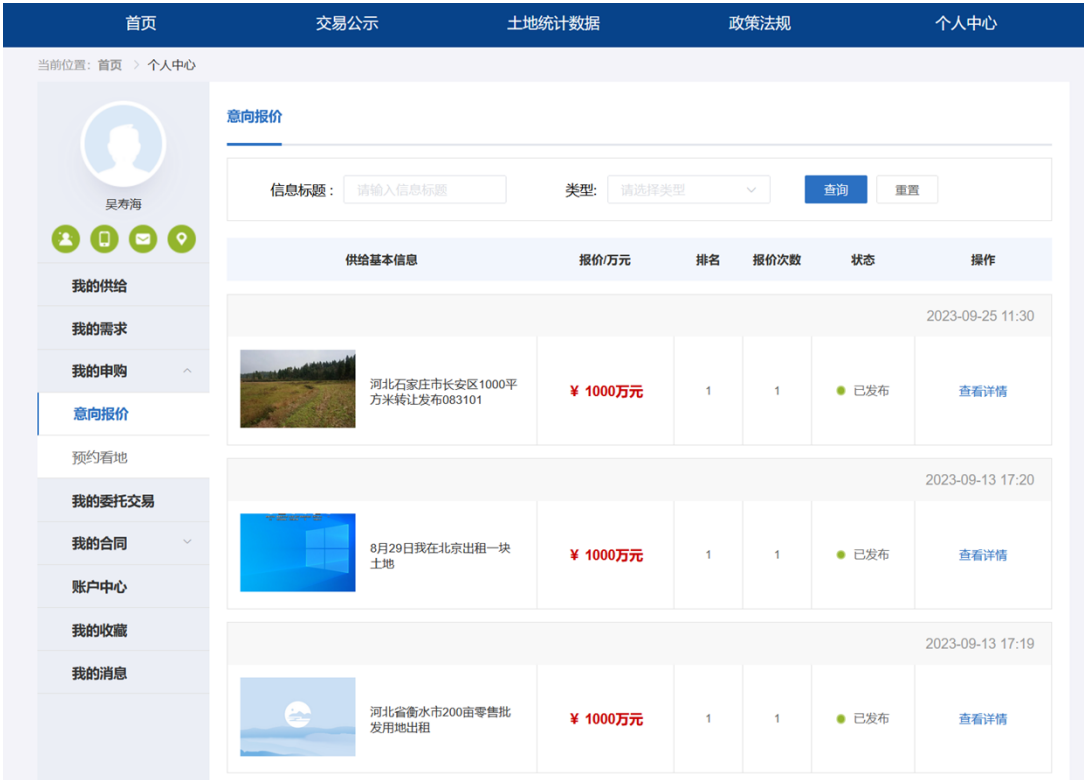 首页 交易公示 土地统计数据 政策法规 个人中心
当前位置: 首页 > 个人中心
吴寿海
我的供给
我的需求
我的申购
意向报价
预约看地
我的委托交易
我的合同
账户中心
我的收藏
我的消息
意向报价
信息标题: 请输入信息标题 类型: 请选择类型 查询 重置
供给基本信息 报价/万元 排名 报价次数 状态 操作
2023-09-25 11:30
河北石家庄市长安区1000平
方米转让发布083101
¥ 1000万元 1 1 已发布 查看详情
2023-09-13 17:20
8月29日我在北京出租一块
土地
¥ 1000万元 1 1 已发布 查看详情
2023-09-13 17:19
河北省衡水市200亩零售批
发用地出租
¥ 1000万元 1 1 已发布 查看详情